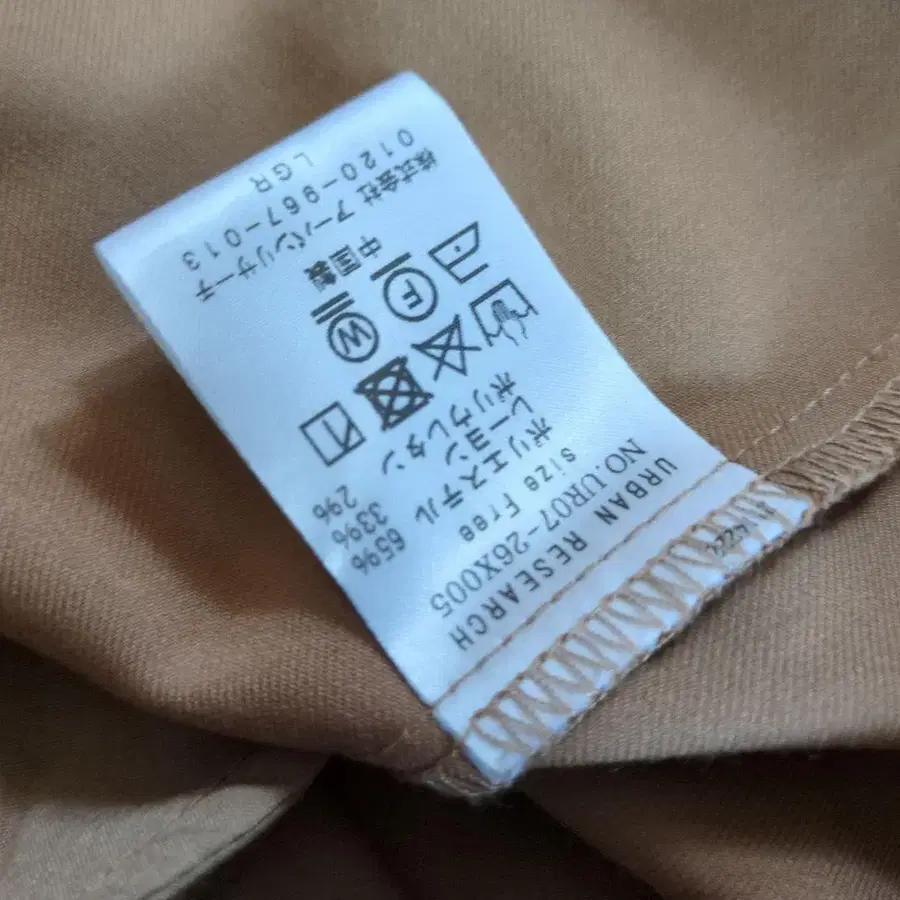 URBAN RESEARCH
NO.UR07-26X005
size Free
ポリエステル 65%
レーヨン 33%
ポリウレタン 2%
F
W
中国製
株式会社 アーバンリサーチ
0120-967-013
LGR